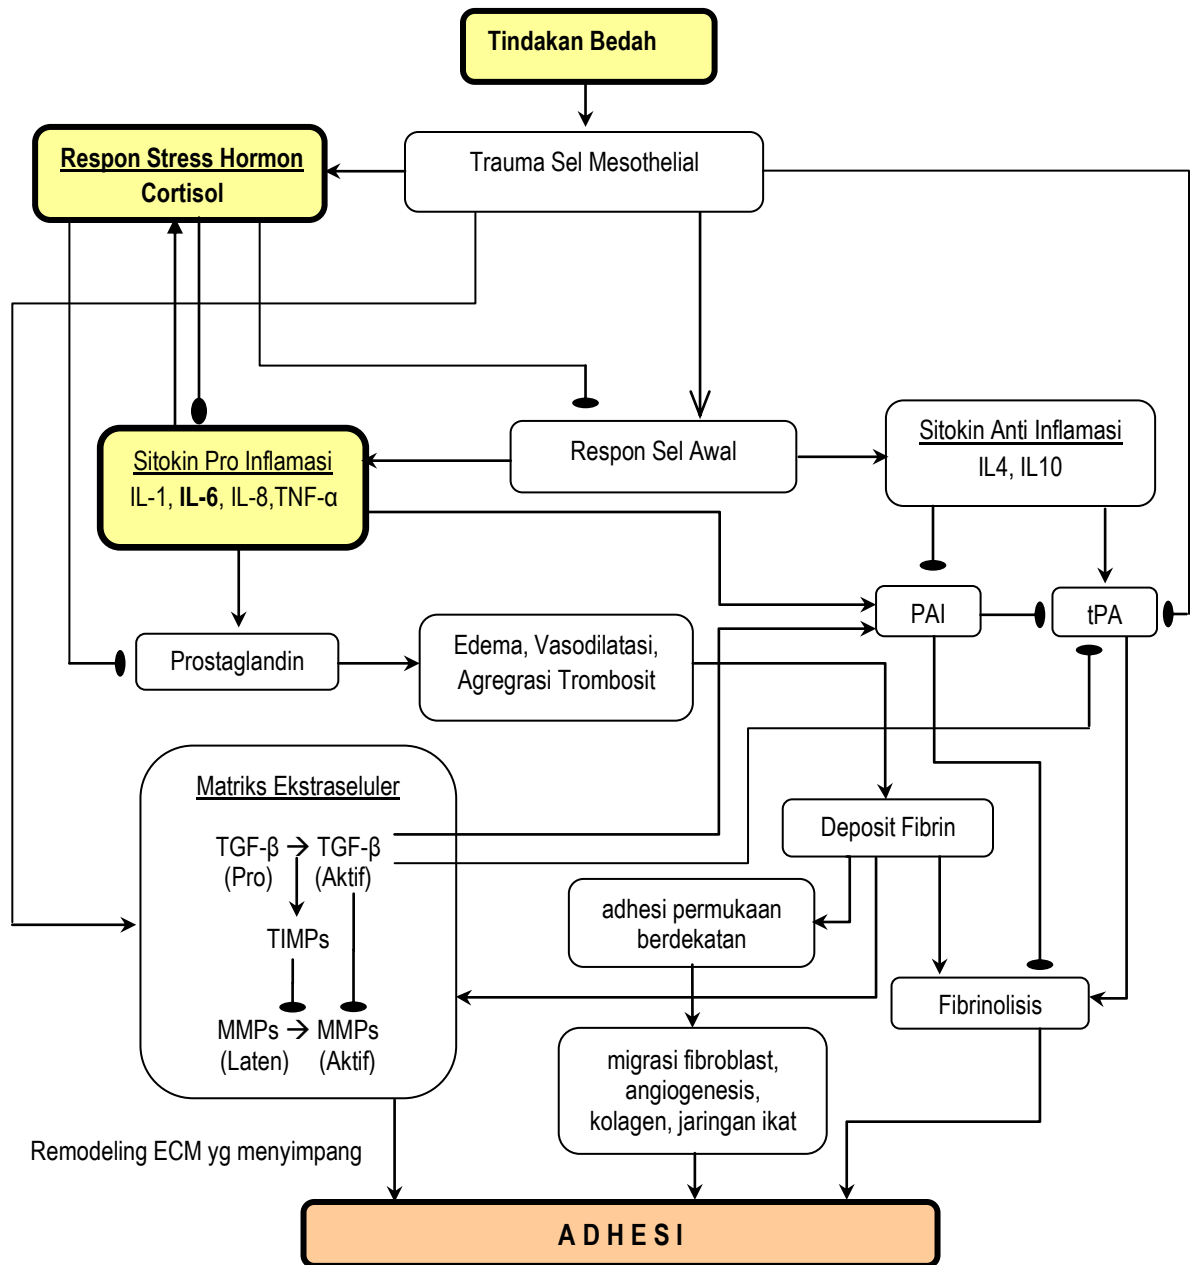 Tindakan Bedah
Respon Stress Hormon
Cortisol
Trauma Sel Mesothelial
Sitokin Pro Inflamasi
IL-1, IL-6, IL-8,TNF-α
Respon Sel Awal
Sitokin Anti Inflamasi
IL4, IL10
PAI
tPA
Prostaglandin
Edema, Vasodilatasi,
Agregrasi Trombosit
Matriks Ekstraseluler
TGF-β → TGF-β
(Pro) (Aktif)
TIMPs
MMPs → MMPs
(Laten) (Aktif)
Deposit Fibrin
adhesi permukaan
berdekatan
Fibrinolisis
migrasi fibroblast,
angiogenesis,
kolagen, jaringan ikat
Remodeling ECM yg menyimpang
A D H E S I